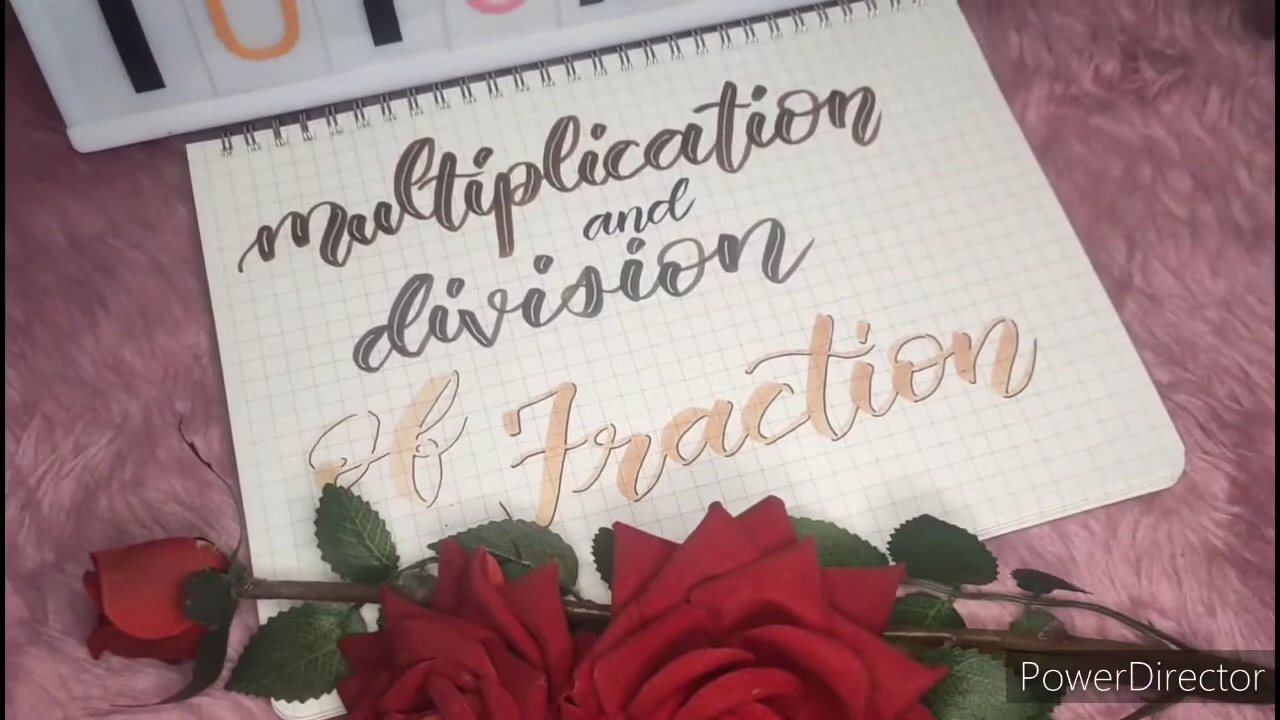 multiplication
and
division
Of Fraction
PowerDirector